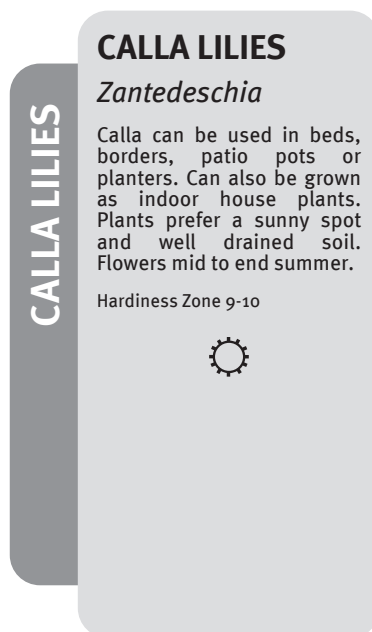 CALLA LILIES
CALLA LILIES
Zantedeschia
Calla can be used in beds,
borders, patio pots or
planters. Can also be grown
as indoor house plants.
Plants prefer a sunny spot
and well drained soil.
Flowers mid to end summer.
Hardiness Zone 9-10